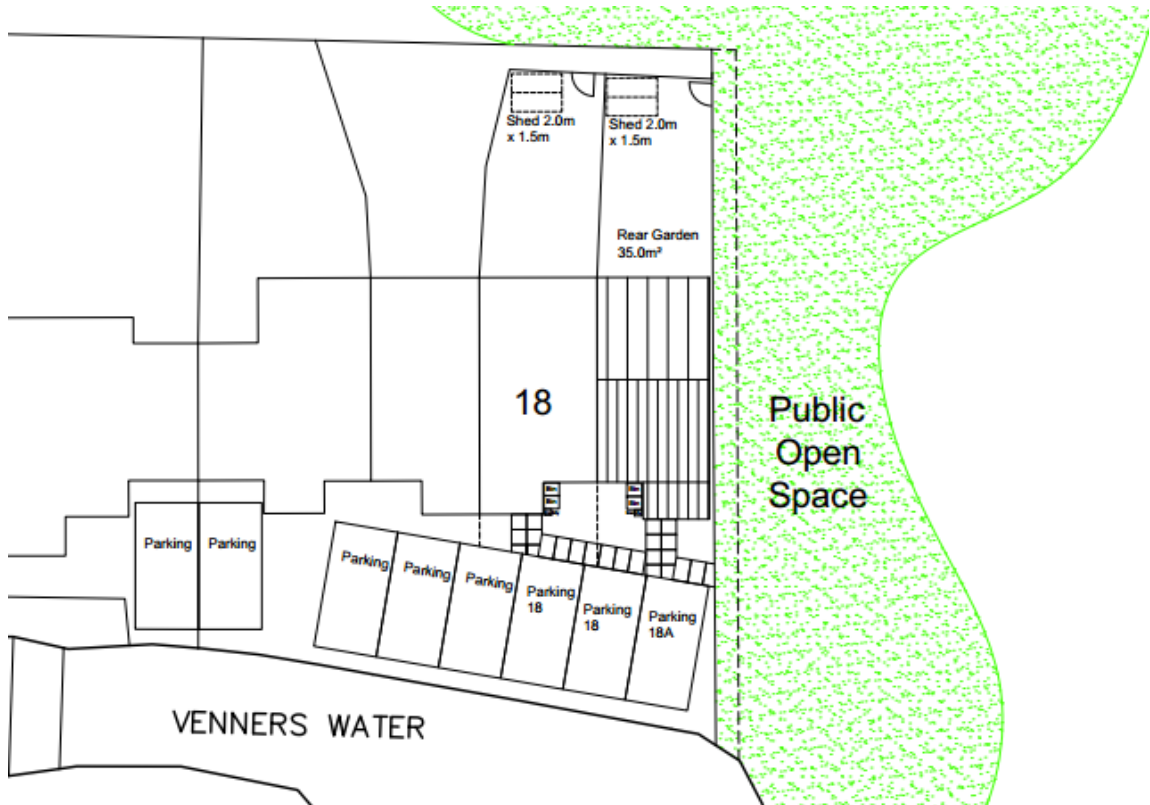 Shed 2.0m
x 1.5m
Shed 2.0m
x 1.5m
Rear Garden
35.0m²
18
Public
Open
Space
Parking
Parking
Parking
Parking
Parking
Parking
18
Parking
18
Parking
18A
VENNERS WATER